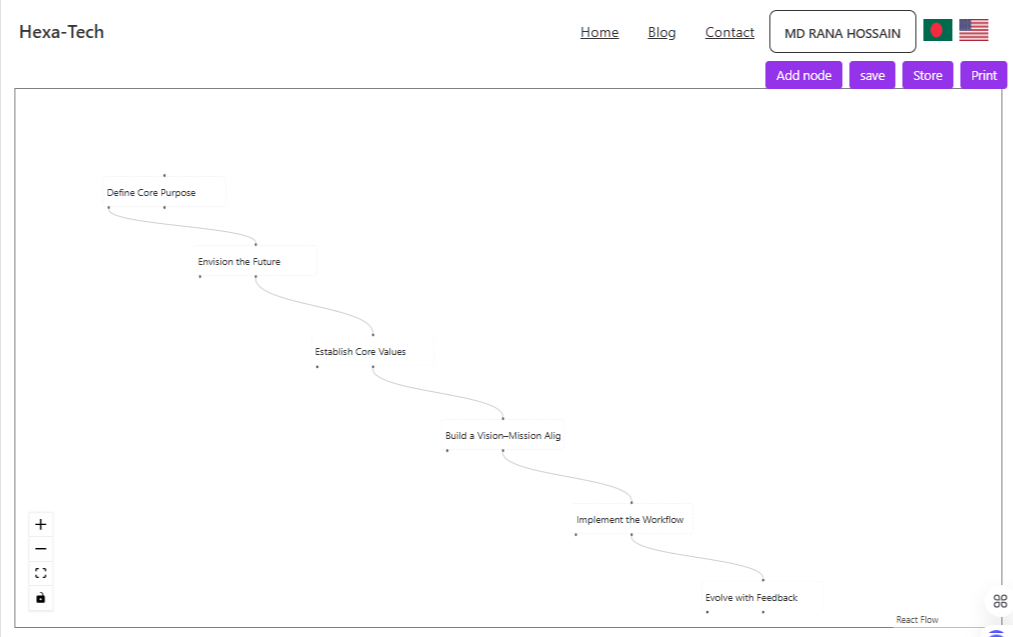 Hexa-Tech
Home Blog Contact MD RANA HOSSAIN
Add node save Store Print
Define Core Purpose
Envision the Future
Establish Core Values
Build a Vision–Mission Alig
Implement the Workflow
Evolve with Feedback
React Flow